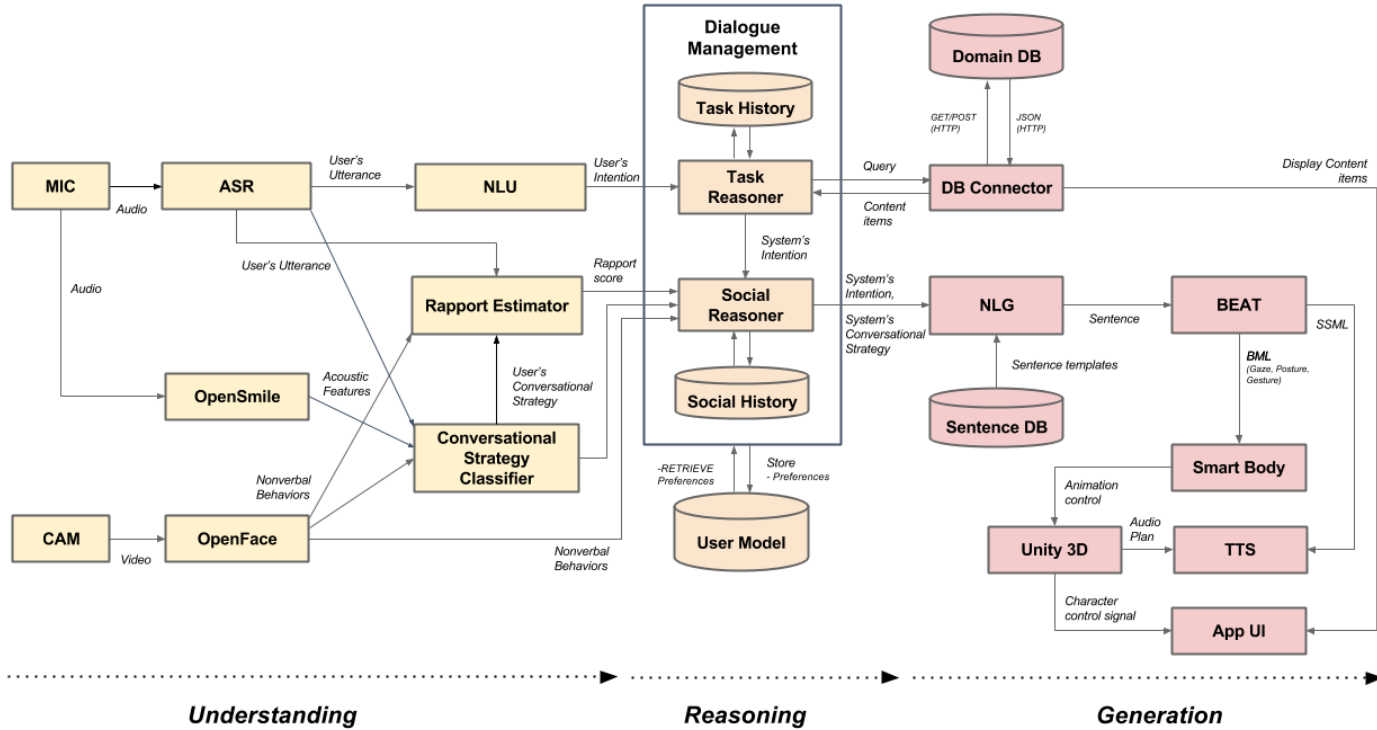 Dialogue
Management
Task History
Domain DB
GET/POST
(HTTP)
JSON
(HTTP)
MIC
Audio
ASR
User's
Utterance
NLU
User's
Intention
Task
Reasoner
Query
Content
items
DB Connector
Display Content
items
Audio
User's Utterance
System's
Intention
Rapport Estimator
Rapport
score
Social
Reasoner
System's
Intention,
System's
Conversational
Strategy
NLG
Sentence
BEAT
SSML
BML
(Gaze, Posture,
Gesture)
Sentence templates
Sentence DB
OpenSmile
Acoustic
Features
User's
Conversational
Strategy
Social History
Conversational
Strategy
Classifier
Nonverbal
Behaviors
-RETRIEVE
Preferences
Store
- Preferences
Smart Body
Animation
control
CAM
Video
OpenFace
Nonverbal
Behaviors
User Model
Unity 3D
Audio
Plan
TTS
Character
control signal
App UI
Understanding
Reasoning
Generation